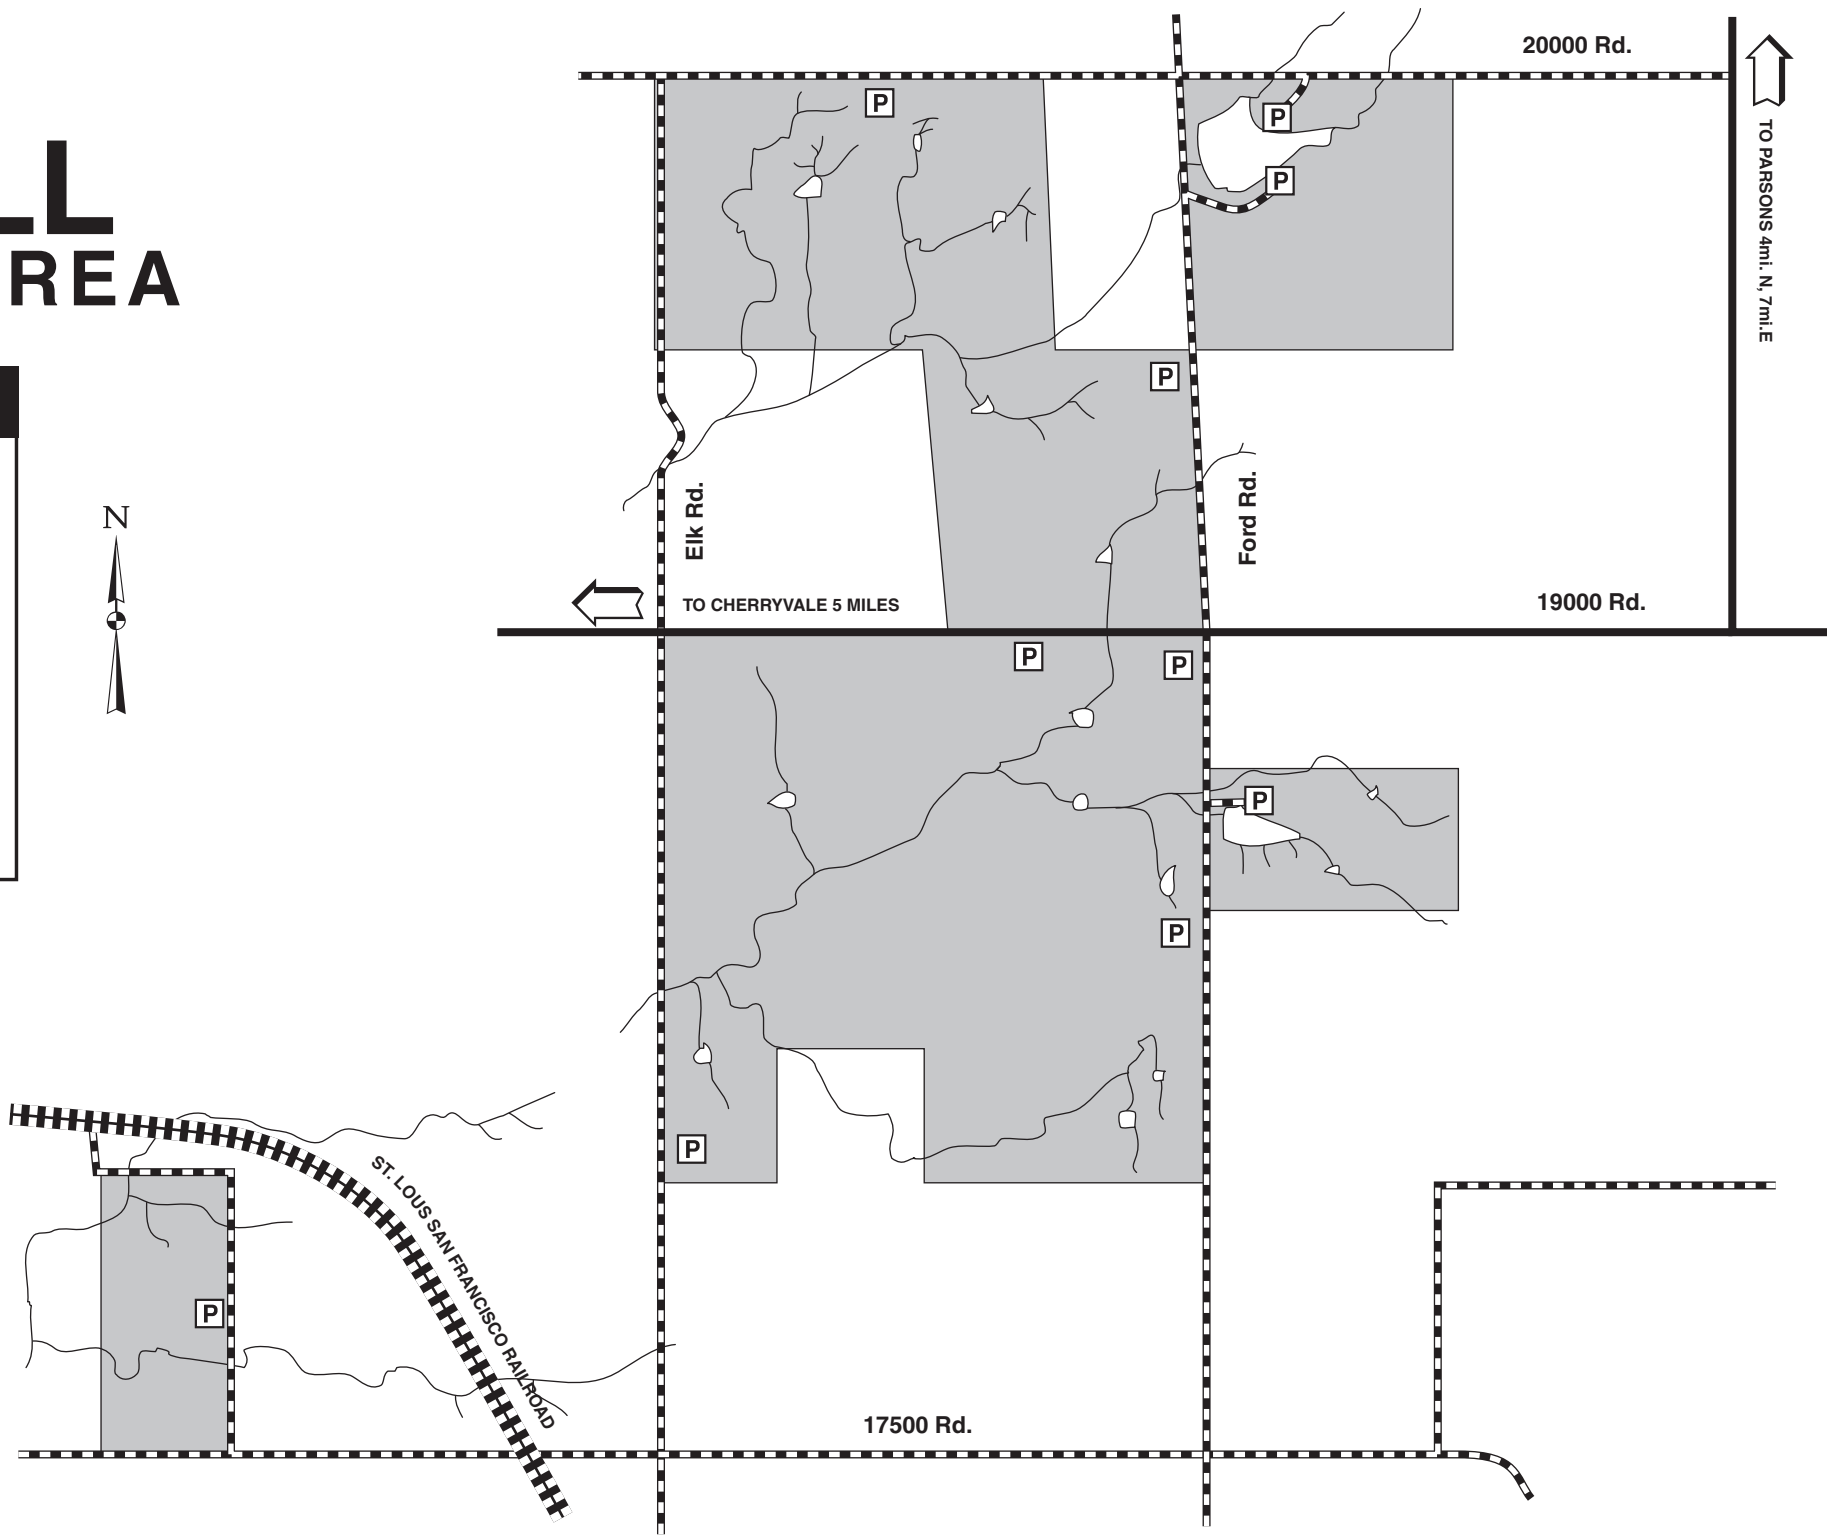 20000 Rd.
P
P
LL
TO PARSONS 4mi. N, 7mi.E
P
REA
P
N
Elk Rd.
Ford Rd.
TO CHERRYVALE 5 MILES
19000 Rd.
P
P
P
P
P
ST. LOUS SAN FRANCISCO RAILROAD
P
17500 Rd.